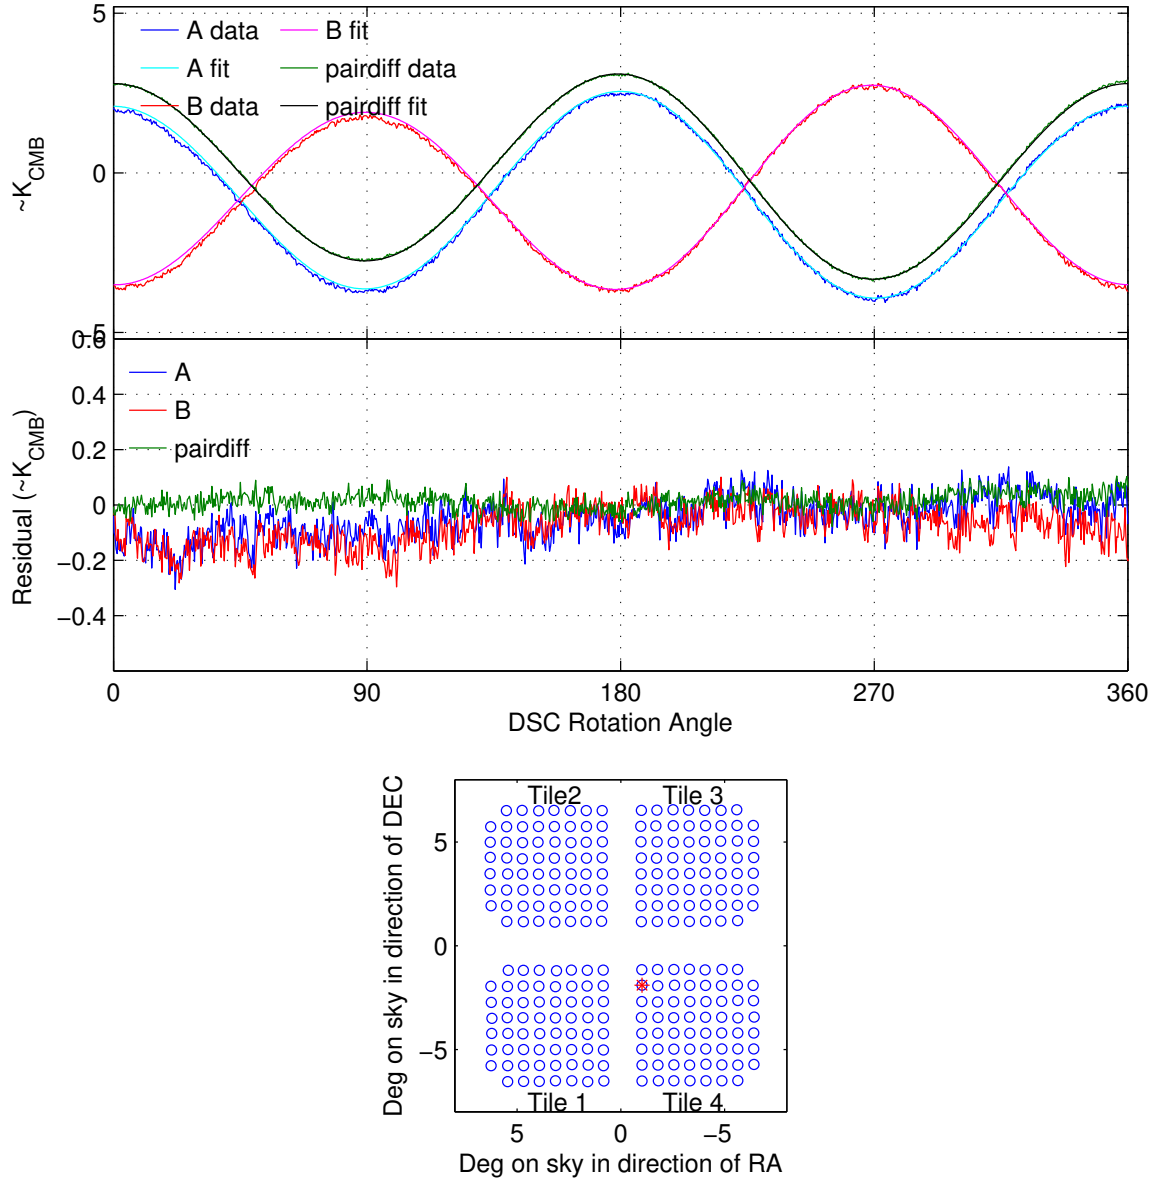 5
0
−5
~K_CMB
A data
A fit
B data
B fit
pairdiff data
pairdiff fit
0.6
0.4
0.2
0
−0.2
−0.4
Residual (~K_CMB)
A
B
pairdiff
0 90 180 270 360
DSC Rotation Angle
Deg on sky in direction of DEC
5
0
−5
Tile2 Tile 3
Tile 1 Tile 4
5 0 −5
Deg on sky in direction of RA